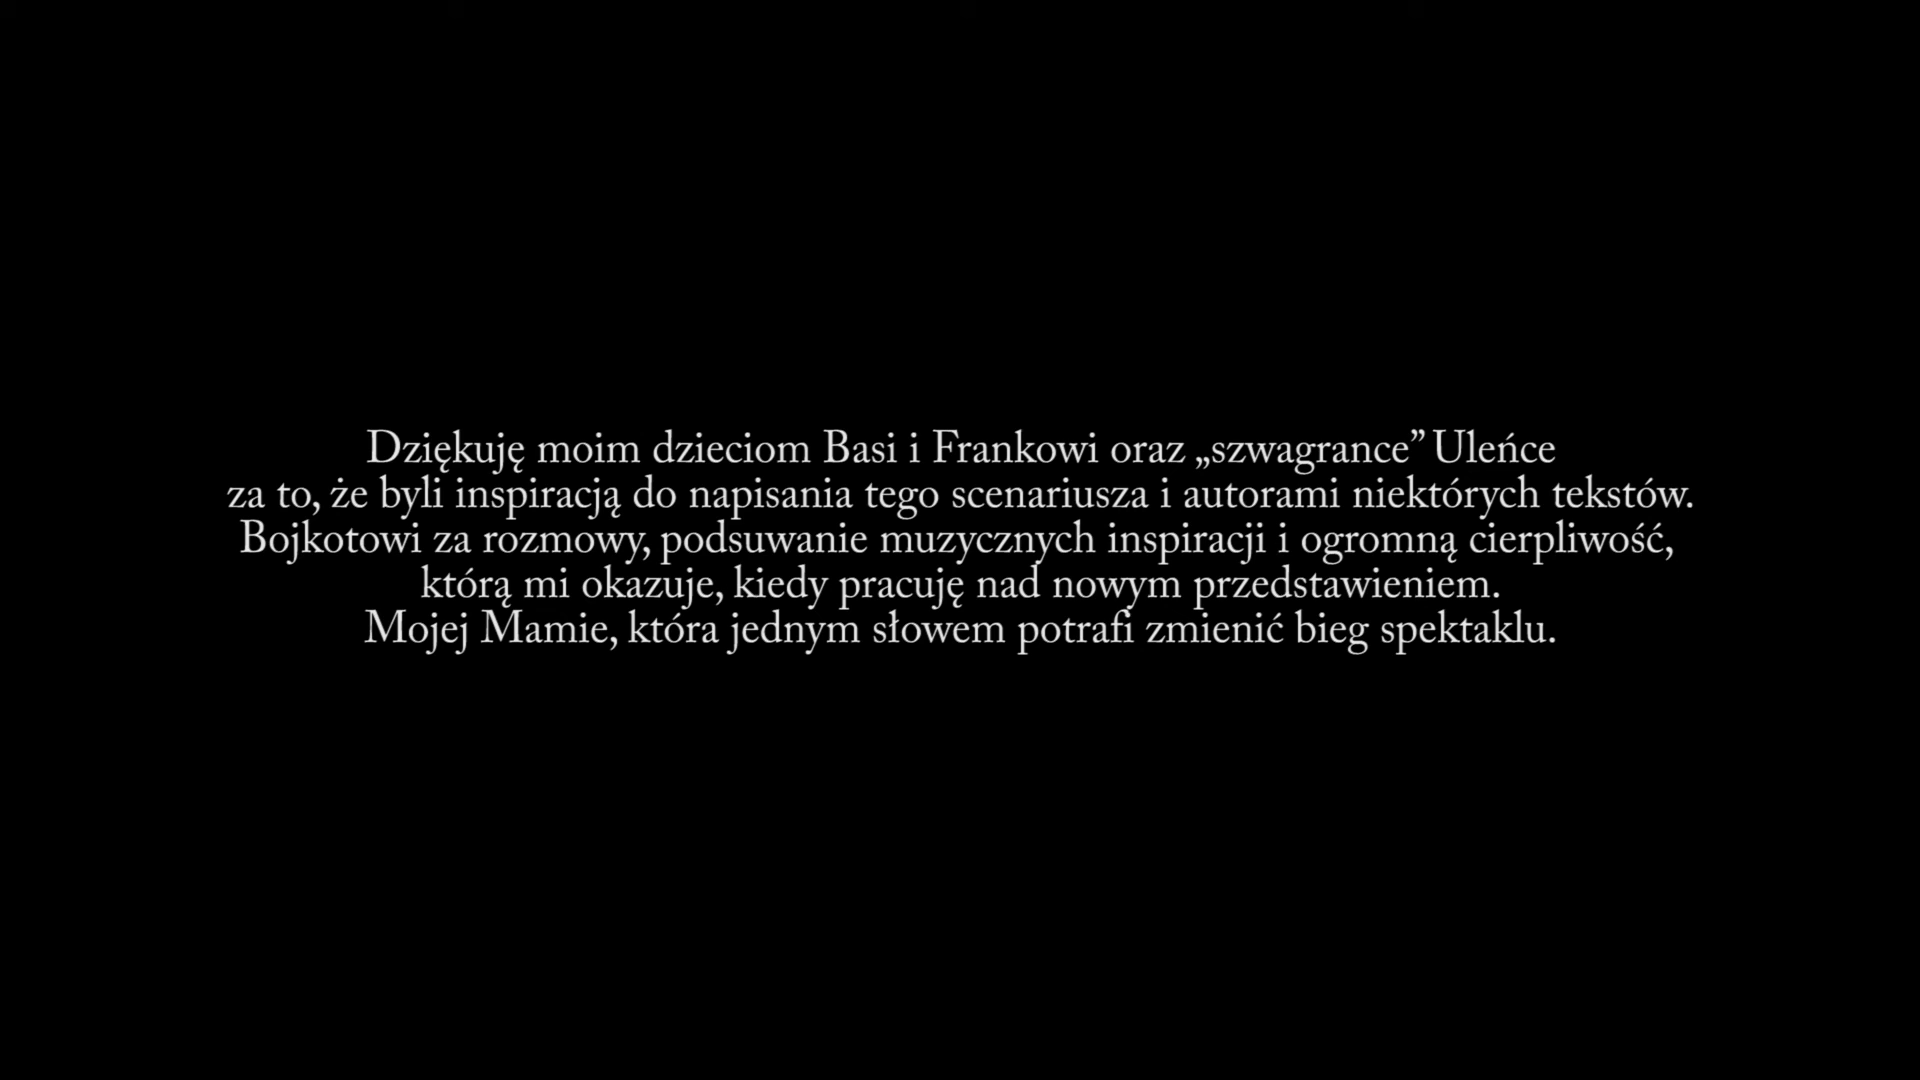 Dziękuję moim dzieciom Basi i Frankowi oraz „szwagrance” Uleńce
za to, że byli inspiracją do napisania tego scenariusza i autorami niektórych tekstów.
Bojkotowi za rozmowy, podsuwanie muzycznych inspiracji i ogromną cierpliwość,
którą mi okazuje, kiedy pracuję nad nowym przedstawieniem.
Mojej Mamie, która jednym słowem potrafi zmienić bieg spektaklu.